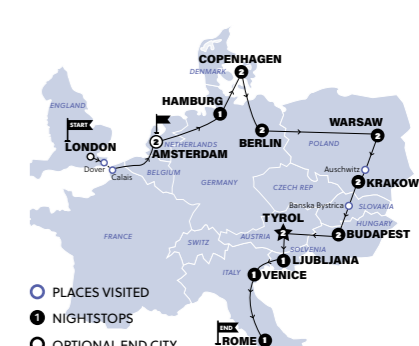 COPENHAGEN
DENMARK
2
HAMBURG
1
ENGLAND
START
LONDON
Dover
Calais
2
NETHERLANDS
AMSTERDAM
BELGIUM
2
BERLIN
WARSAW
2
POLAND
GERMANY
Auschwitz
2 KRAKOW
CZECH REP
Banska Bystrica
SLOVAKIA
TYROL
2
HUNGARY
2 BUDAPEST
FRANCE
SWITZ
AUSTRIA
SOLVENIA
1 LJUBLJANA
ITALY
1 VENICE
PLACES VISITED
1 NIGHTSTOPS
OPTIONAL END CITY
END
ROME 1